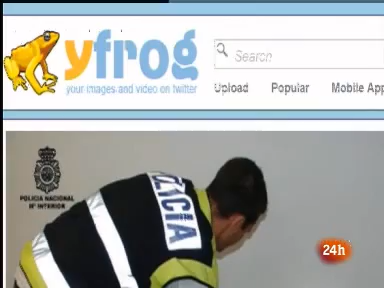 yfrog
your images and video on twitter
Search
Upload Popular Mobile App
POLICIA NACIONAL
Mº INTERIOR
POLICIA
24h